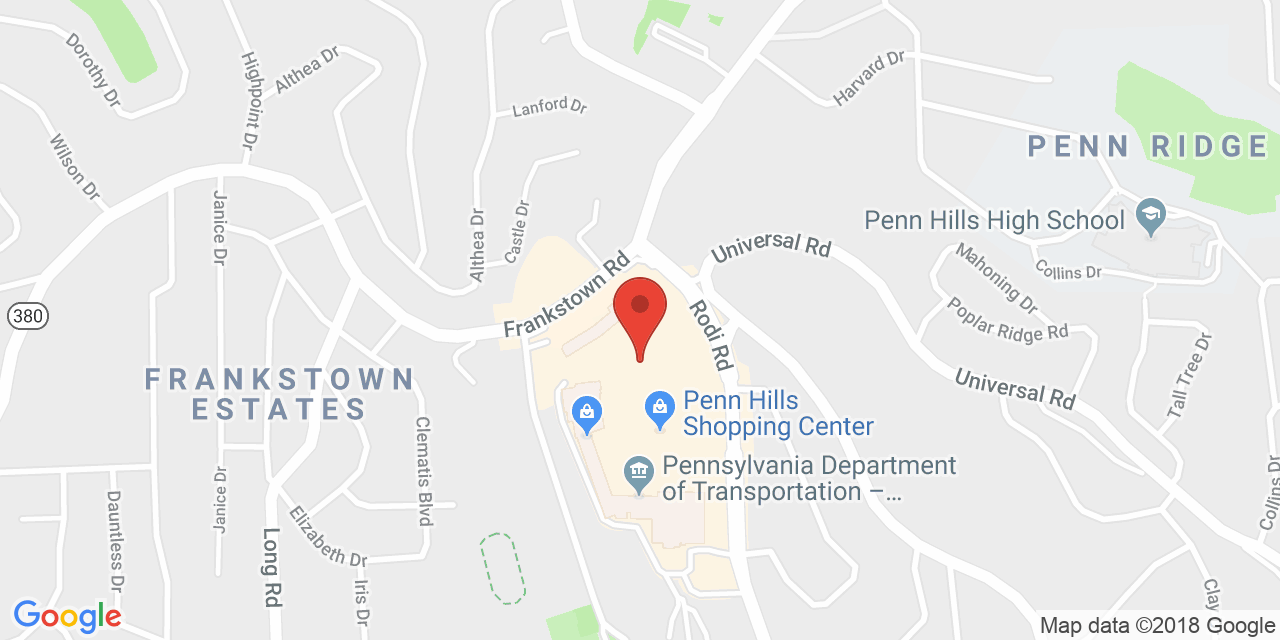 Dorothy Dr
Highpoint Dr
Althea Dr
Lanford Dr
Harvard Dr
Wilson Dr
PENN RIDGE
Janice Dr
Althea Dr
Castle Dr
Penn Hills High School
Universal Rd
Mahoning Dr
Collins Dr
Frankstown Rd
Rodi Rd
Poplar Ridge Rd
380
Tall Tree Dr
FRANKSTOWN
ESTATES
Universal Rd
Penn Hills
Shopping Center
Clematis Blvd
Pennsylvania Department
of Transportation –…
Janice Dr
Collins Dr
Dauntless Dr
Long Rd
Elizabeth Dr
Iris Dr
Clay
Google
Map data ©2018 Google